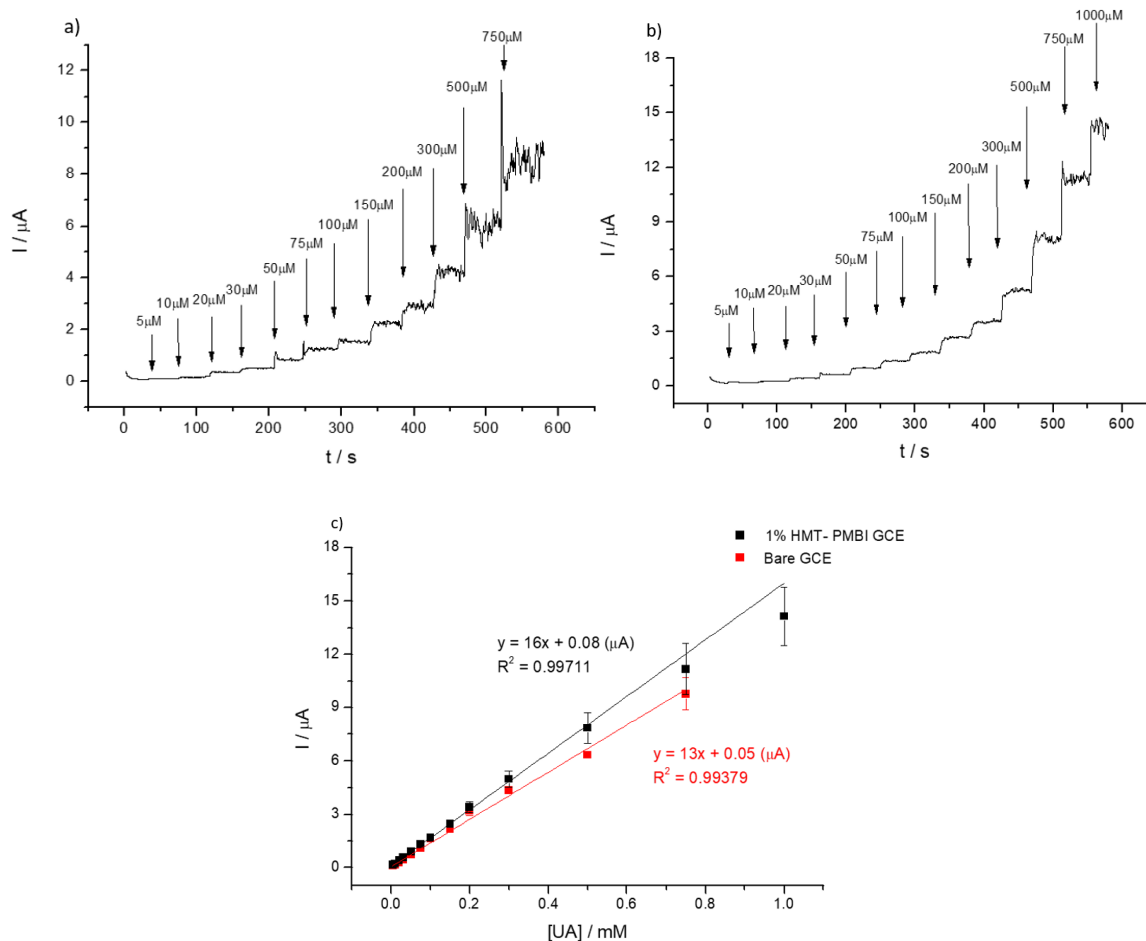 a)
750μM
500μM
300μM
200μM
150μM
100μM
75μM
50μM
30μM
20μM
10μM
5μM
12
10
8
6
4
2
0
I / μA
0 100 200 300 400 500 600
t / s
b)
1000μM
750μM
500μM
300μM
200μM
150μM
100μM
75μM
50μM
30μM
20μM
10μM
5μM
18
15
12
9
6
3
0
I / μA
0 100 200 300 400 500 600
t / s
c)
1% HMT- PMBI GCE
Bare GCE
y = 16x + 0.08 (μA)
R² = 0.99711
y = 13x + 0.05 (μA)
R² = 0.99379
18
15
12
9
6
3
0
I / μA
0.0 0.2 0.4 0.6 0.8 1.0
[UA] / mM